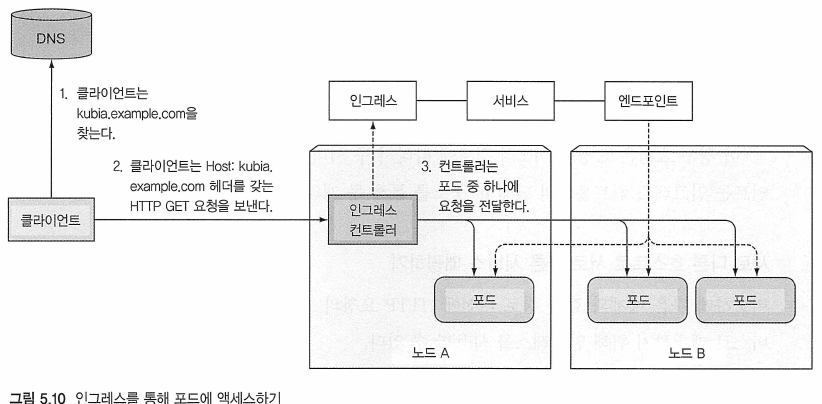 DNS
1. 클라이언트는
kubia.example.com을
찾는다.
인그레스
서비스
엔드포인트
2. 클라이언트는 Host: kubia.
example.com 헤더를 갖는
HTTP GET 요청을 보낸다.
3. 컨트롤러는
포드 중 하나에
요청을 전달한다.
클라이언트
인그레스
컨트롤러
포드
포드
포드
노드 A
노드 B
그림 5.10 인그레스를 통해 포드에 액세스하기